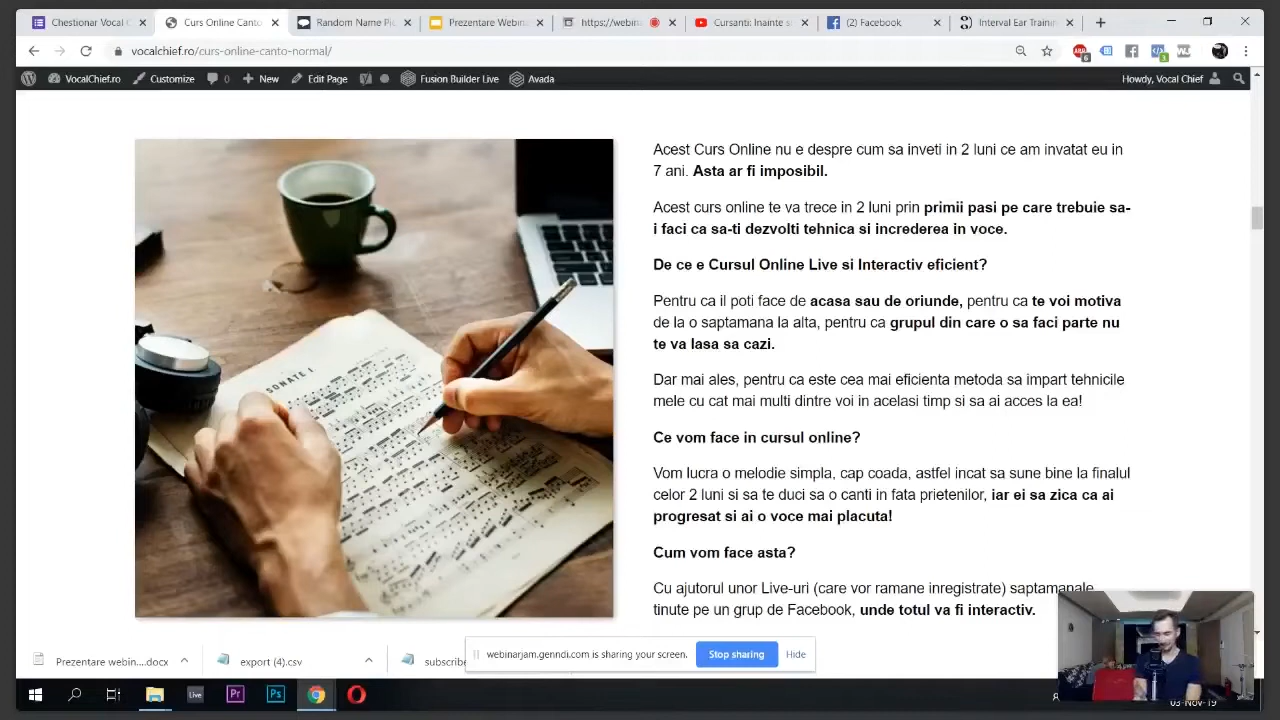 Chestionar Vocal C
Curs Online Canto
Random Name Pic
Prezentare Webina
https://webin
Cursanti: Inainte s
(2) Facebook
Interval Ear Trainin
vocalchief.ro/curs-online-canto-normal/
VocalChief.ro
Customize
0
New
Edit Page
Fusion Builder Live
Avada
Howdy, Vocal Chief
SONATE I
Acest Curs Online nu e despre cum sa inveti in 2 luni ce am invatat eu in
7 ani. Asta ar fi imposibil.
Acest curs online te va trece in 2 luni prin primii pasi pe care trebuie sa-
i faci ca sa-ti dezvolti tehnica si increderea in voce.
De ce e Cursul Online Live si Interactiv eficient?
Pentru ca il poti face de acasa sau de oriunde, pentru ca te voi motiva
de la o saptamana la alta, pentru ca grupul din care o sa faci parte nu
te va lasa sa cazi.
Dar mai ales, pentru ca este cea mai eficienta metoda sa impart tehnicile
mele cu cat mai multi dintre voi in acelasi timp si sa ai acces la ea!
Ce vom face in cursul online?
Vom lucra o melodie simpla, cap coada, astfel incat sa sune bine la finalul
celor 2 luni si sa te duci sa o canti in fata prietenilor, iar ei sa zica ca ai
progresat si ai o voce mai placuta!
Cum vom face asta?
Cu ajutorul unor Live-uri (care vor ramane inregistrate) saptamanale
tinute pe un grup de Facebook, unde totul va fi interactiv.
Prezentare webin....docx
export (4).csv
subscribe
webinarjam.genndi.com is sharing your screen.
Stop sharing
Hide
Live
Pr
Ps
03-Nov-19